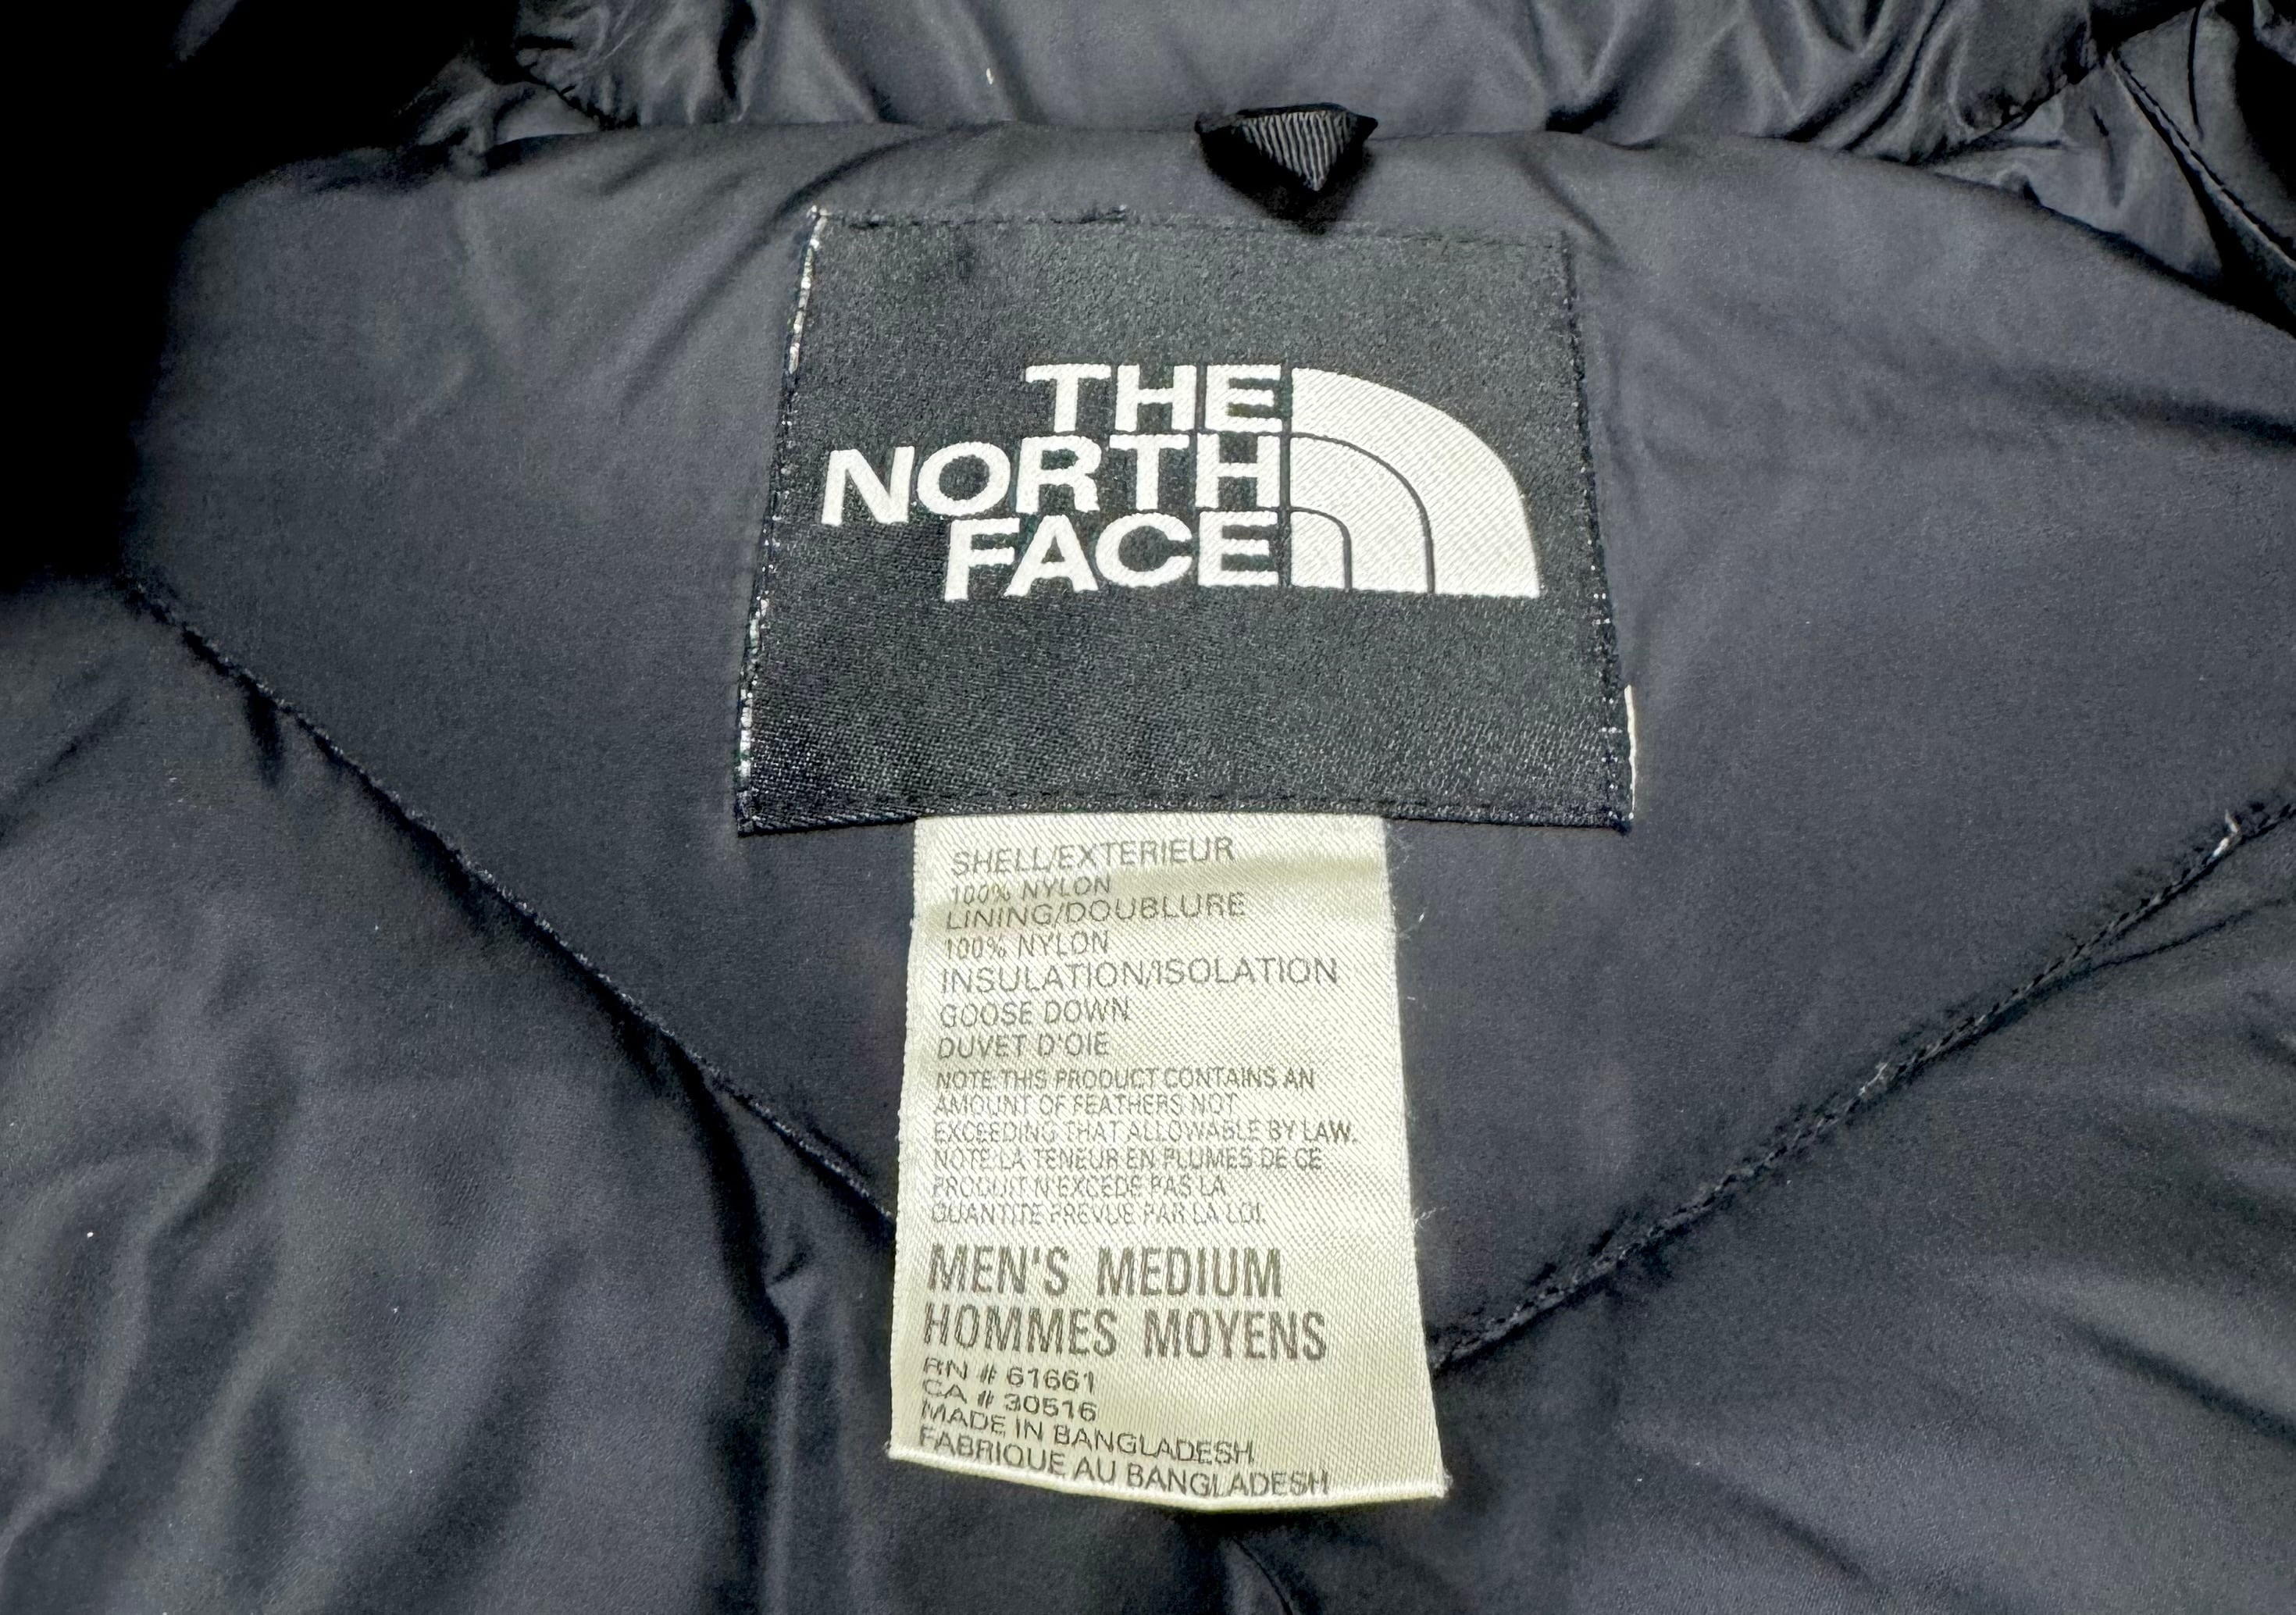 THE
NORTH
FACE
SHELL/EXTERIEUR
100% NYLON
LINING/DOUBLURE
100% NYLON
INSULATION/ISOLATION
GOOSE DOWN
DUVET D'OIE
NOTE:THIS PRODUCT CONTAINS AN
AMOUNT OF FEATHERS NOT
EXCEEDING THAT ALLOWABLE BY LAW.
NOTE:LA TENEUR EN PLUMES DE CE
PRODUIT N'EXCEDE PAS LA
QUANTITE PREVUE PAR LA LOI.
MEN'S MEDIUM
HOMMES MOYENS
RN # 61661
CA # 30516
MADE IN BANGLADESH
FABRIQUE AU BANGLADESH